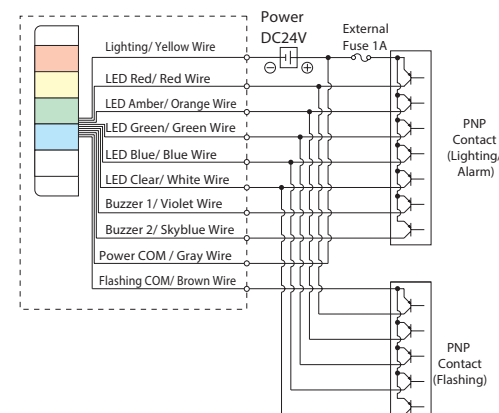 Power
DC24V
External
Fuse 1A
Lighting/ Yellow Wire
LED Red/ Red Wire
LED Amber/ Orange Wire
LED Green/ Green Wire
LED Blue/ Blue Wire
LED Clear/ White Wire
Buzzer 1/ Violet Wire
Buzzer 2/ Skyblue Wire
Power COM / Gray Wire
Flashing COM/ Brown Wire
PNP
Contact
(Lighting/
Alarm)
PNP
Contact
(Flashing)